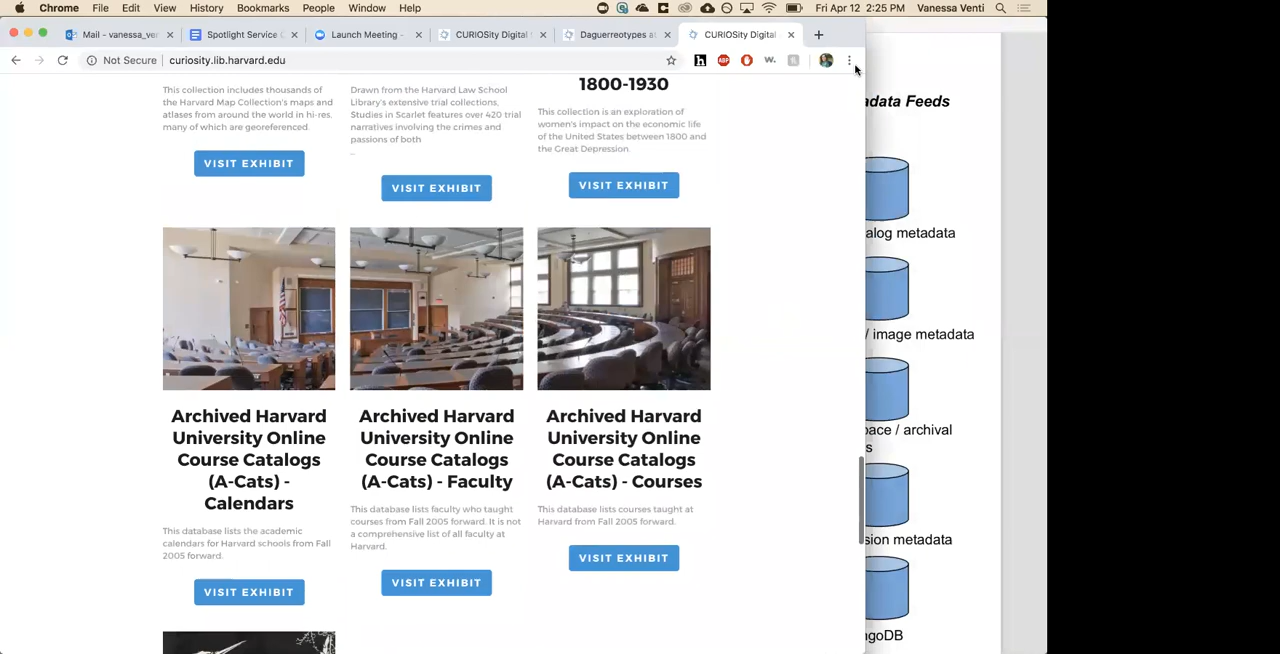 Chrome File Edit View History Bookmarks People Window Help Fri Apr 12 2:25 PM Vanessa Venti
Mail - vanessa_ve Spotlight Service Launch Meeting - CURIOSity Digital Daguerreotypes at CURIOSity Digital
Not Secure curiosity.lib.harvard.edu
This collection includes thousands of
the Harvard Map Collection's maps and
atlases from around the world in hi-res,
many of which are georeferenced.
VISIT EXHIBIT
Drawn from the Harvard Law School
Library's extensive trial collections,
Studies in Scarlet features over 420 trial
narratives involving the crimes and
passions of both
...
VISIT EXHIBIT
1800-1930
This collection is an exploration of
women's impact on the economic life
of the United States between 1800 and
the Great Depression.
VISIT EXHIBIT
Archived Harvard
University Online
Course Catalogs
(A-Cats) -
Calendars
This database lists the academic
calendars for Harvard schools from Fall
2005 forward.
VISIT EXHIBIT
Archived Harvard
University Online
Course Catalogs
(A-Cats) - Faculty
This database lists faculty who taught
courses from Fall 2005 forward. It is not
a comprehensive list of all faculty at
Harvard.
VISIT EXHIBIT
Archived Harvard
University Online
Course Catalogs
(A-Cats) - Courses
This database lists courses taught at
Harvard from Fall 2005 forward.
VISIT EXHIBIT
adata Feeds
alog metadata
/ image metadata
pace / archival
s
sion metadata
ngoDB